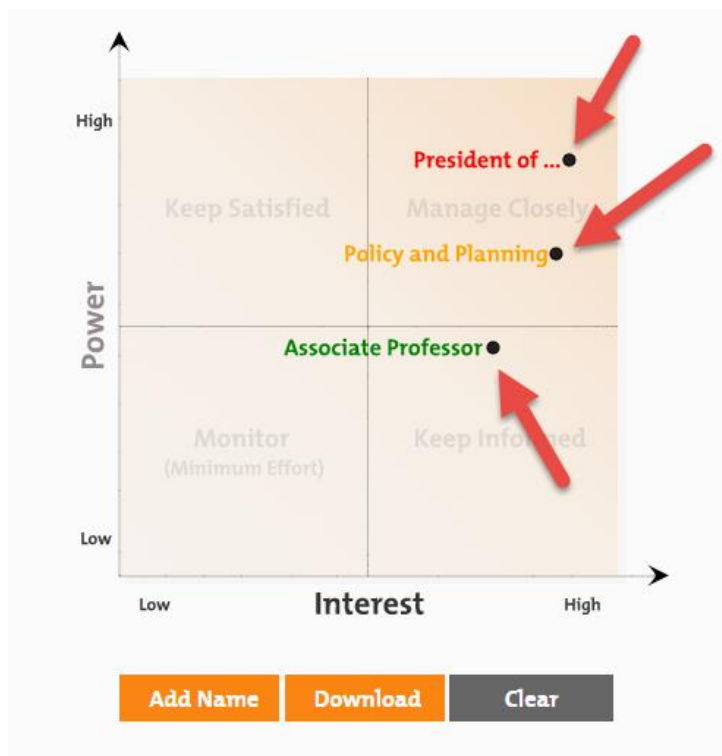 High
President of ...
Keep Satisfied
Manage Closely
Policy and Planning
Power
Associate Professor
Monitor
(Minimum Effort)
Keep Informed
Low
Low
Interest
High
Add Name
Download
Clear